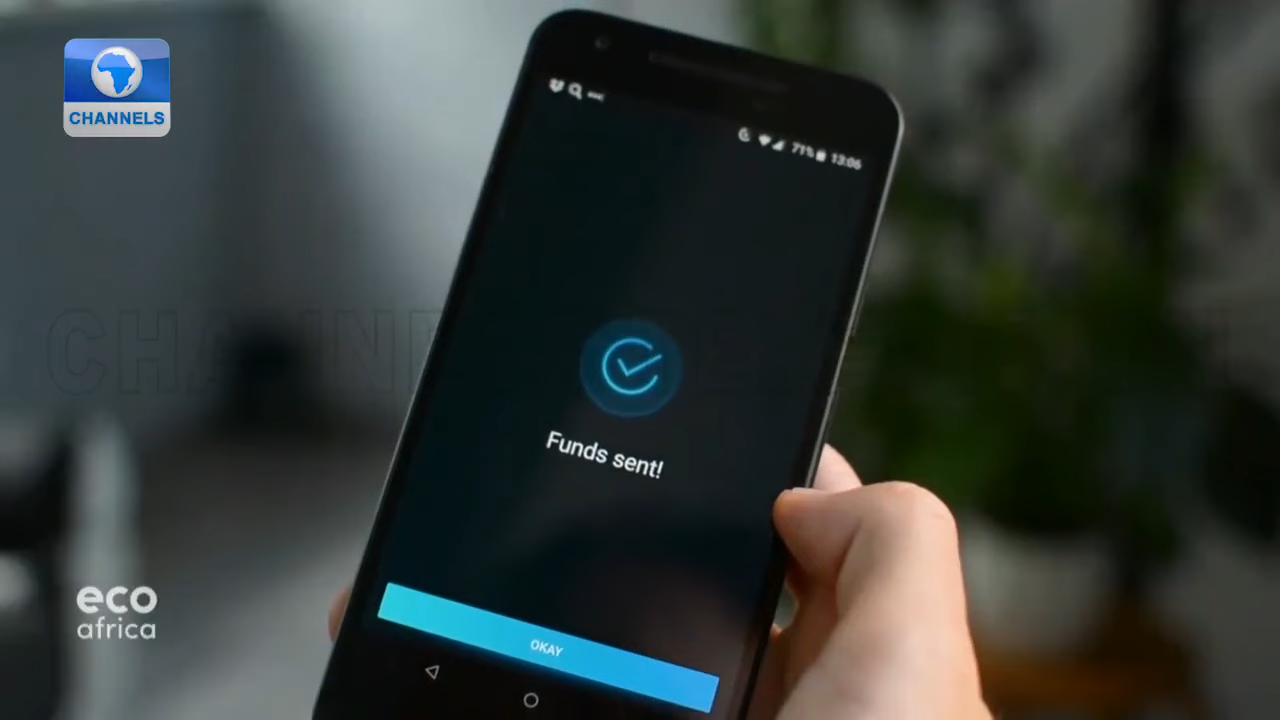 CHANNELS
71% 13:06
Funds sent!
OKAY
eco
africa